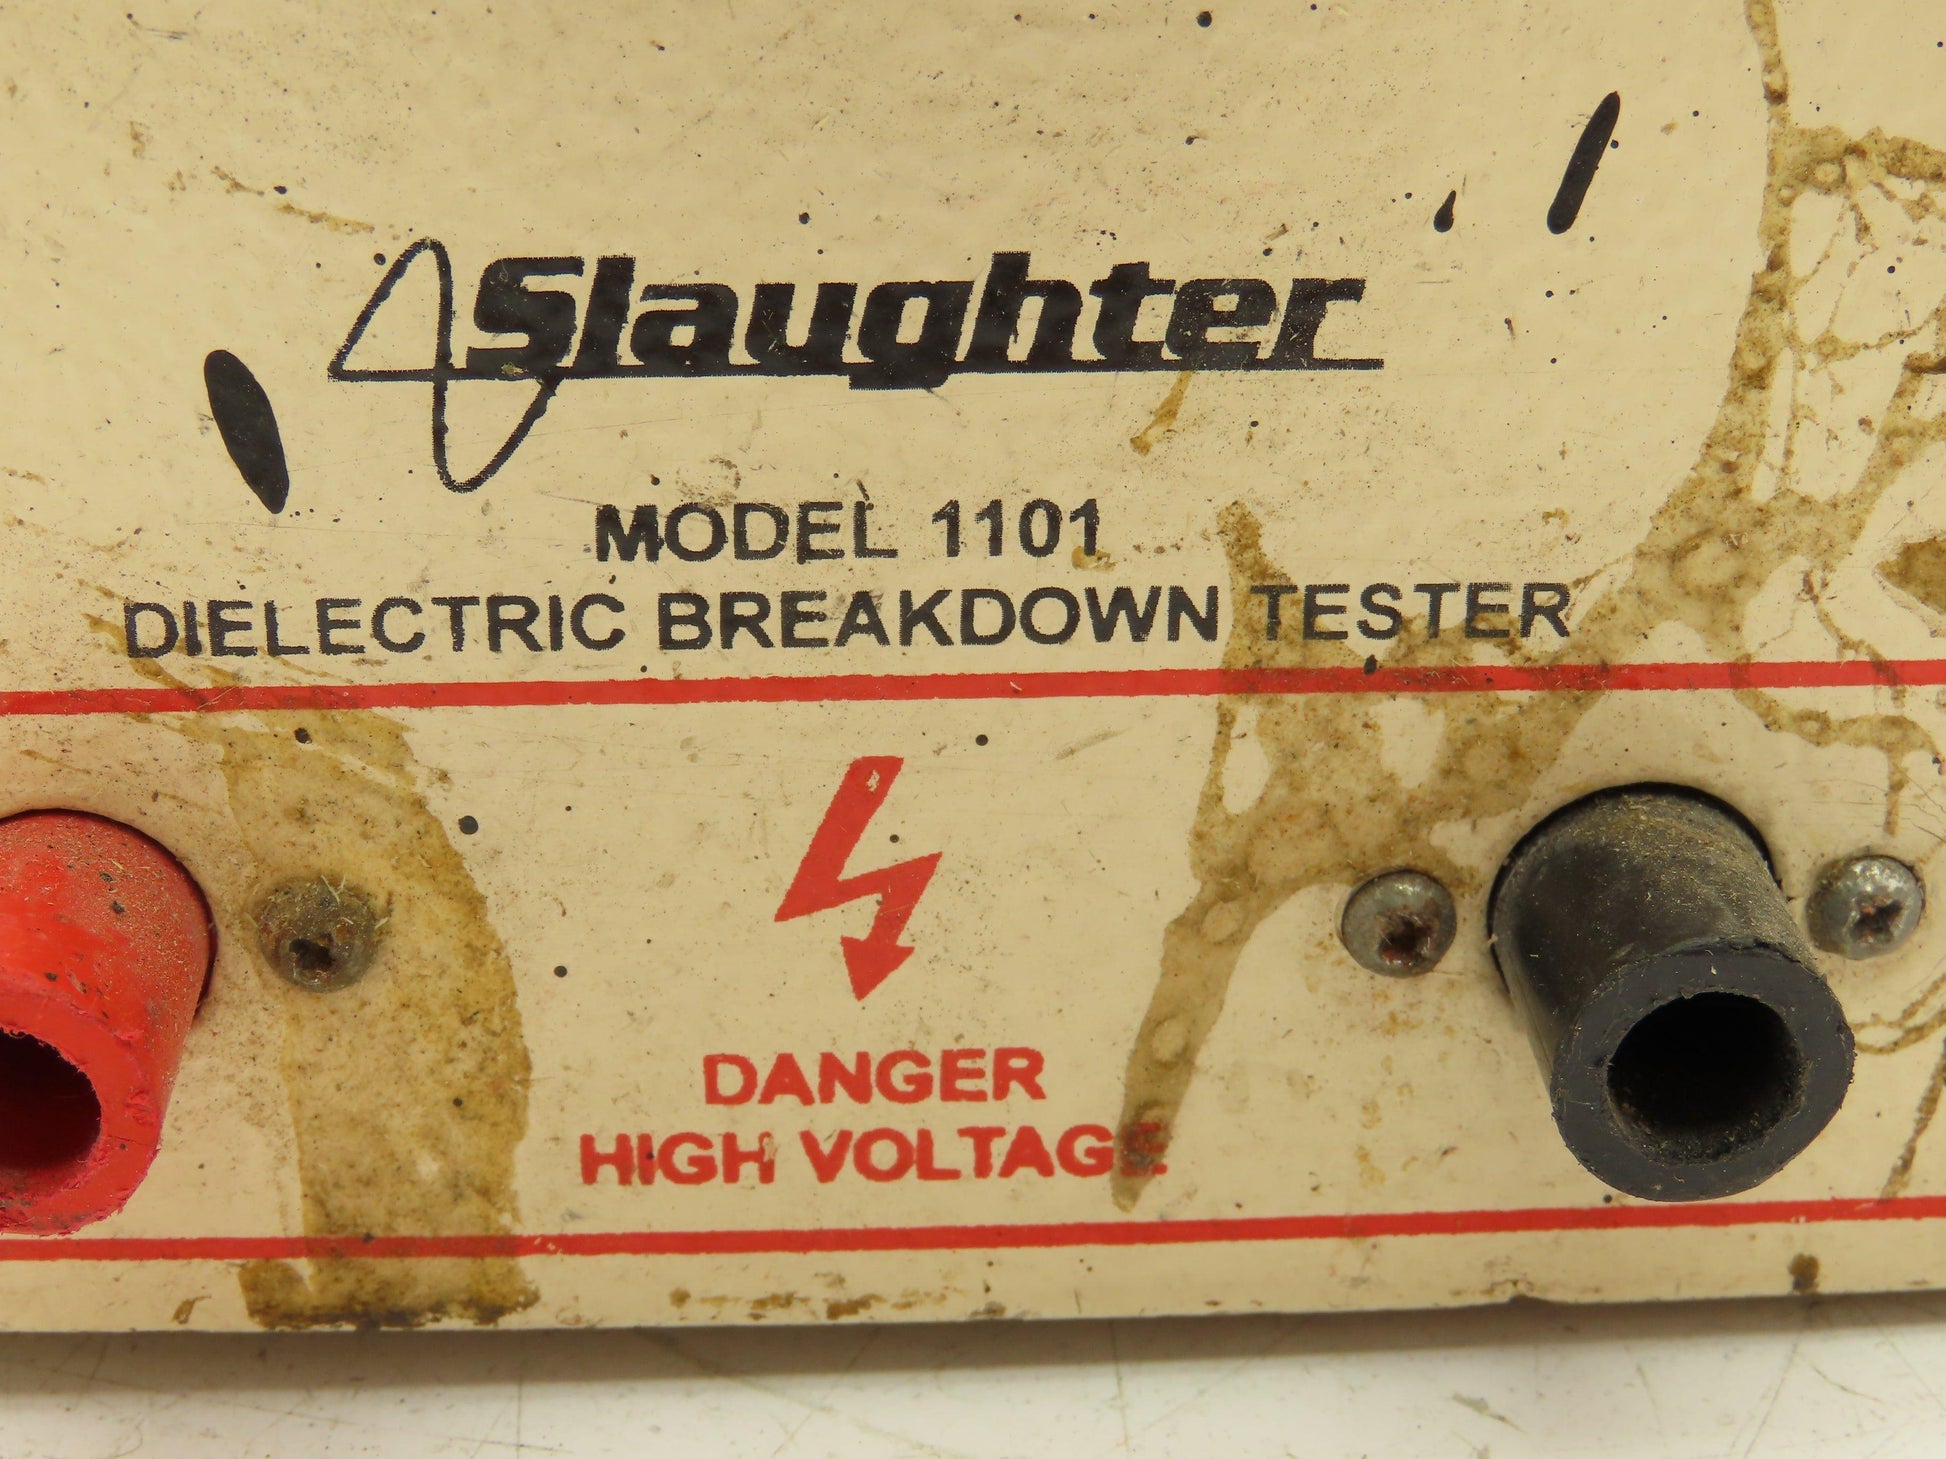 Slaughter
MODEL 1101
DIELECTRIC BREAKDOWN TESTER
DANGER
HIGH VOLTAGE